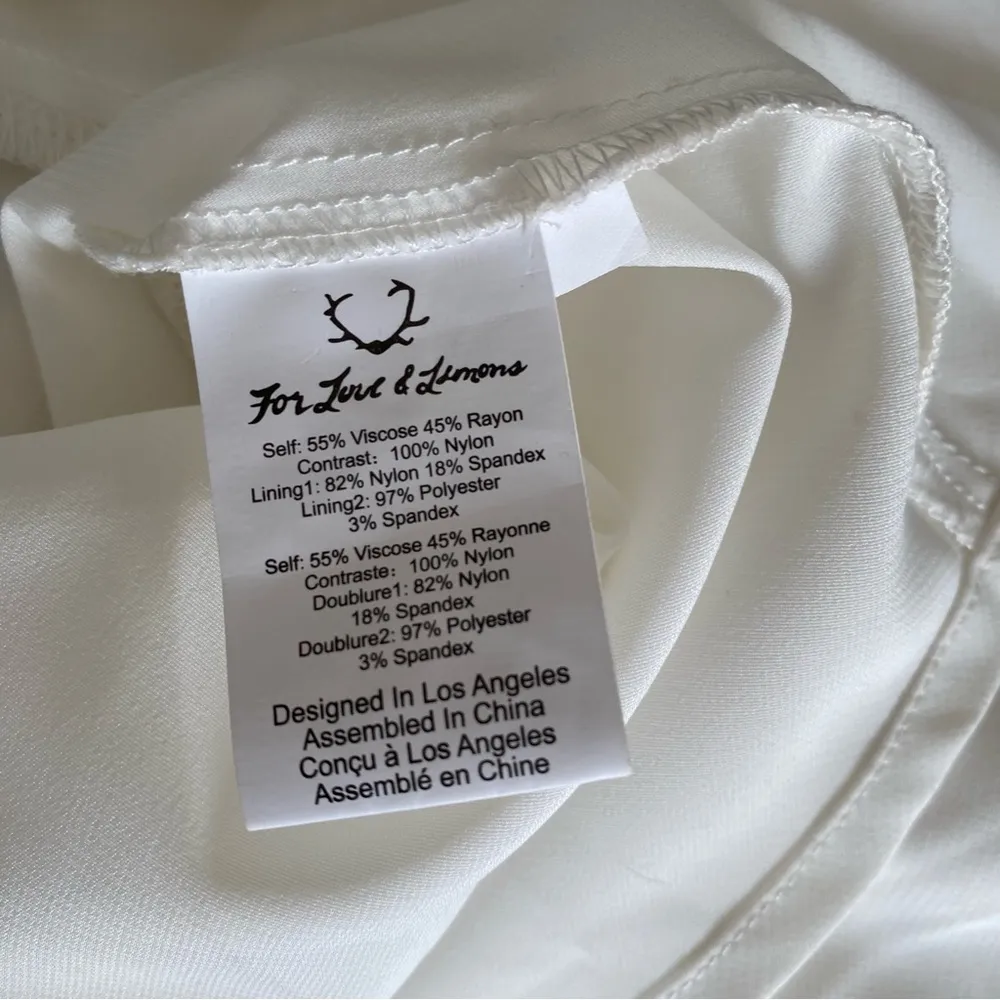 For Love & Lemons
Self: 55% Viscose 45% Rayon
Contrast: 100% Nylon
Lining1: 82% Nylon 18% Spandex
Lining2: 97% Polyester
3% Spandex
Self: 55% Viscose 45% Rayonne
Contraste: 100% Nylon
Doublure1: 82% Nylon
18% Spandex
Doublure2: 97% Polyester
3% Spandex
Designed In Los Angeles
Assembled In China
Conçu à Los Angeles
Assemblé en Chine